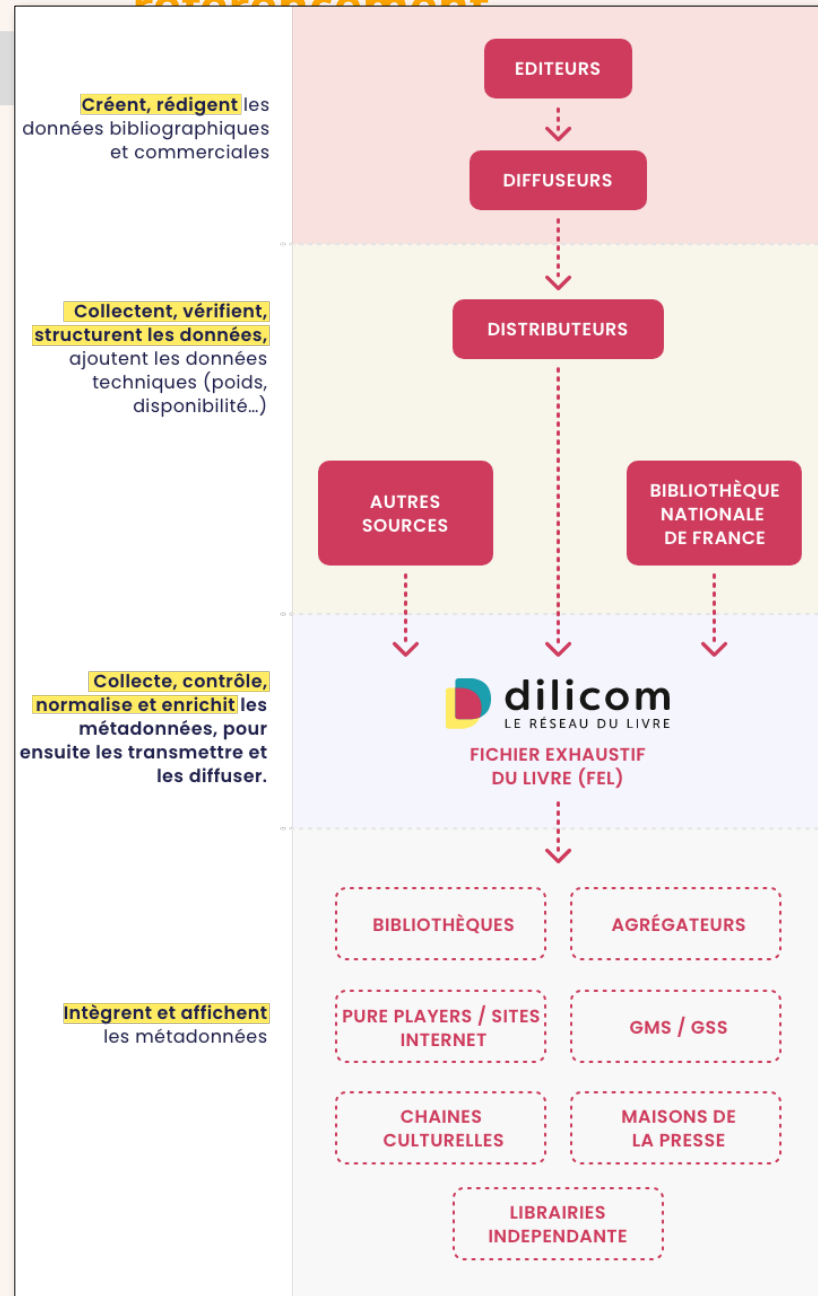 référencement
EDITEURS
Créent, rédigent les
données bibliographiques
et commerciales
DIFFUSEURS
Collectent, vérifient,
structurent les données,
ajoutent les données
techniques (poids,
disponibilité...)
DISTRIBUTEURS
AUTRES
SOURCES
BIBLIOTHÈQUE
NATIONALE
DE FRANCE
Collecte, contrôle,
normalise et enrichit les
métadonnées, pour
ensuite les transmettre et
les diffuser.
dilicom
LE RÉSEAU DU LIVRE
FICHIER EXHAUSTIF
DU LIVRE (FEL)
BIBLIOTHÈQUES
AGRÉGATEURS
Intègrent et affichent
les métadonnées
PURE PLAYERS / SITES
INTERNET
GMS / GSS
CHAINES
CULTURELLES
MAISONS DE
LA PRESSE
LIBRAIRIES
INDEPENDANTE